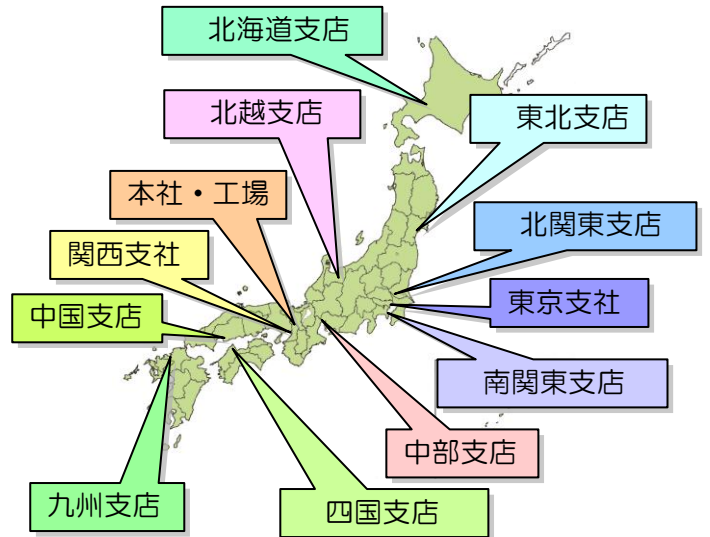 北海道支店
北越支店
東北支店
本社・工場
北関東支店
関西支社
東京支社
中国支店
南関東支店
中部支店
九州支店
四国支店